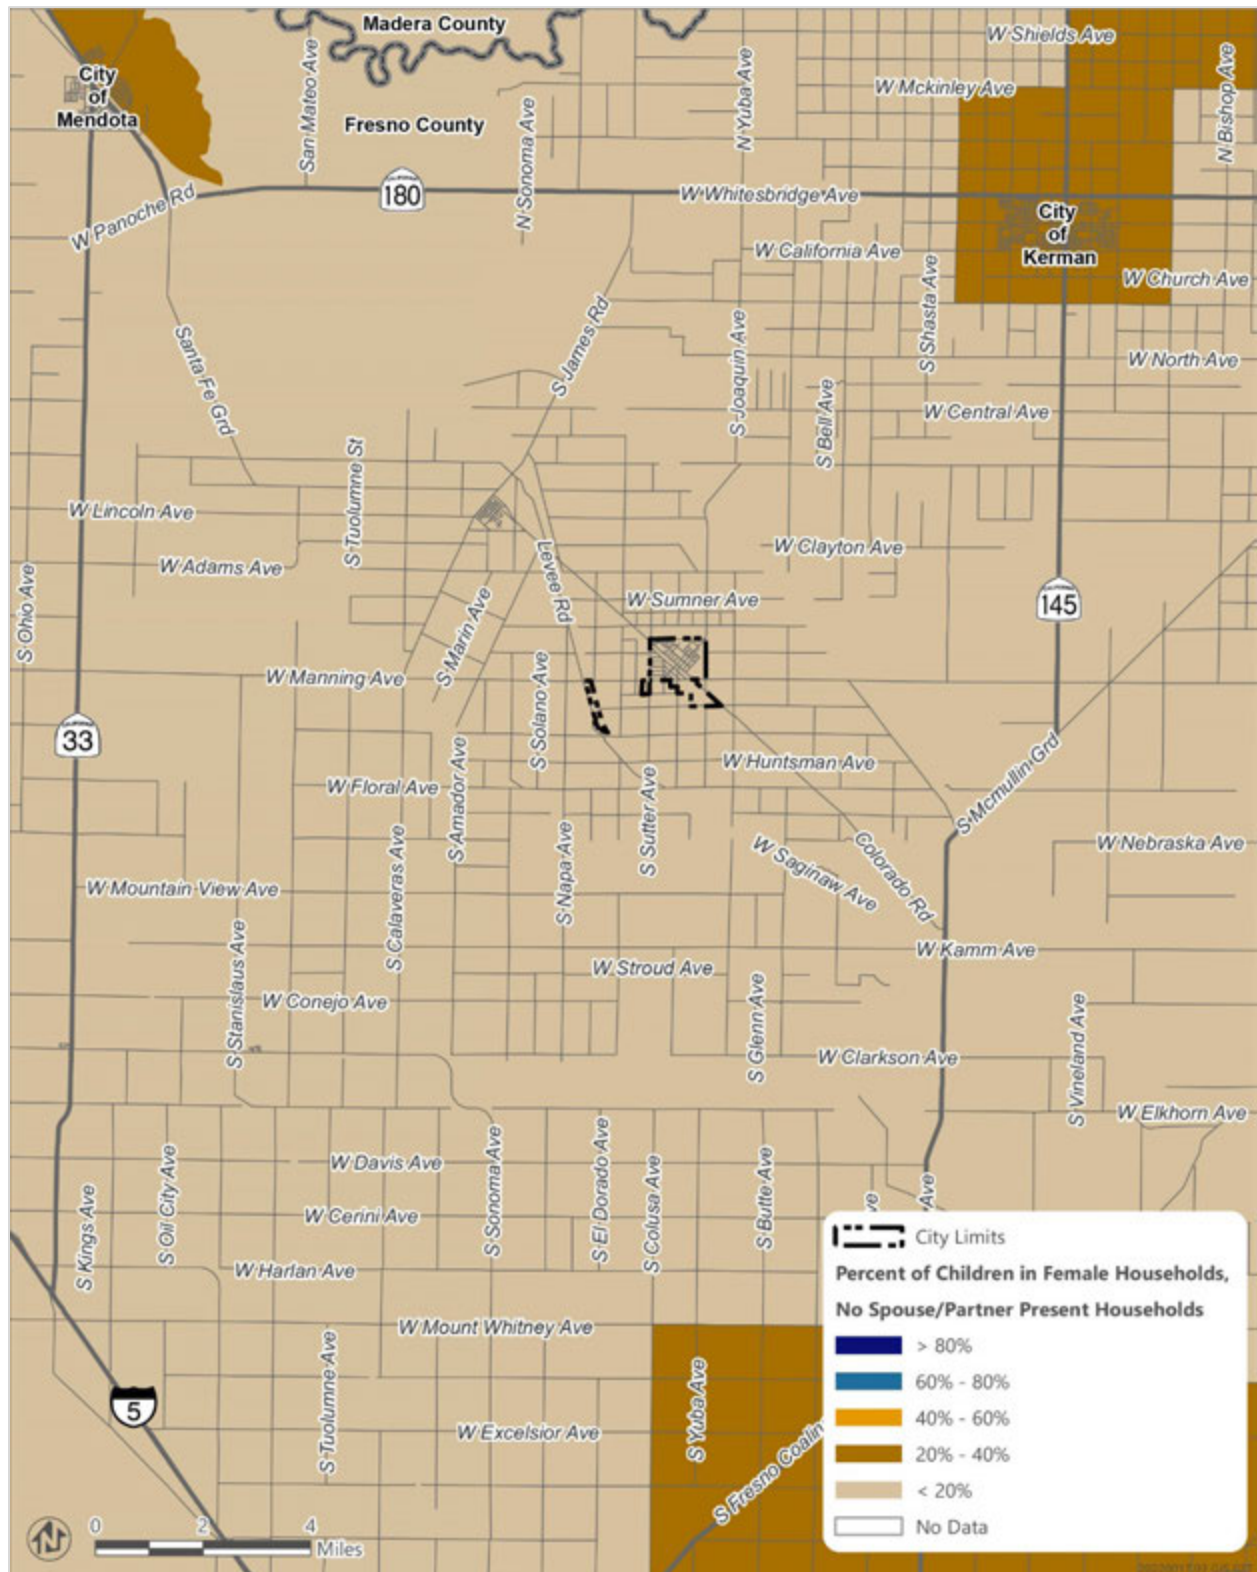 Madera County
W Shields Ave
San Mateo Ave
N Yuba Ave
N Bishop Ave
City
of
Mendota
W Mckinley Ave
N Sonoma Ave
Fresno County
CALIFORNIA
180
W Whitesbridge Ave
W Panoche Rd
City
of
Kerman
W California Ave
W Church Ave
S Shasta Ave
S James Rd
Santa Fe Grd
S Joaquin Ave
W North Ave
S Bell Ave
W Central Ave
S Tuolumne St
W Lincoln Ave
W Clayton Ave
W Adams Ave
Levee Rd
S Ohio Ave
S Marin Ave
W Sumner Ave
CALIFORNIA
145
W Manning Ave
S Solano Ave
CALIFORNIA
33
S Amador Ave
W Huntsman Ave
S Mcmullin Grd
W Floral Ave
S Sutter Ave
S Calaveras Ave
S Napa Ave
W Saginaw Ave
Colorado Rd
W Nebraska Ave
W Mountain View Ave
S Stanislaus Ave
W Kamm Ave
W Stroud Ave
W Conejo Ave
S Glenn Ave
S Vineland Ave
W Clarkson Ave
W Elkhorn Ave
S Sonoma Ave
S El Dorado Ave
W Davis Ave
S Oil City Ave
S Colusa Ave
S Butte Ave
S Kings Ave
W Cerini Ave
Ave
Ave
W Harlan Ave
W Mount Whitney Ave
S Tuolumne Ave
S Yuba Ave
5
W Excelsior Ave
S Fresno Coalin
City Limits
Percent of Children in Female Households,
No Spouse/Partner Present Households
> 80%
60% - 80%
40% - 60%
20% - 40%
< 20%
No Data
N
0 2 4
Miles